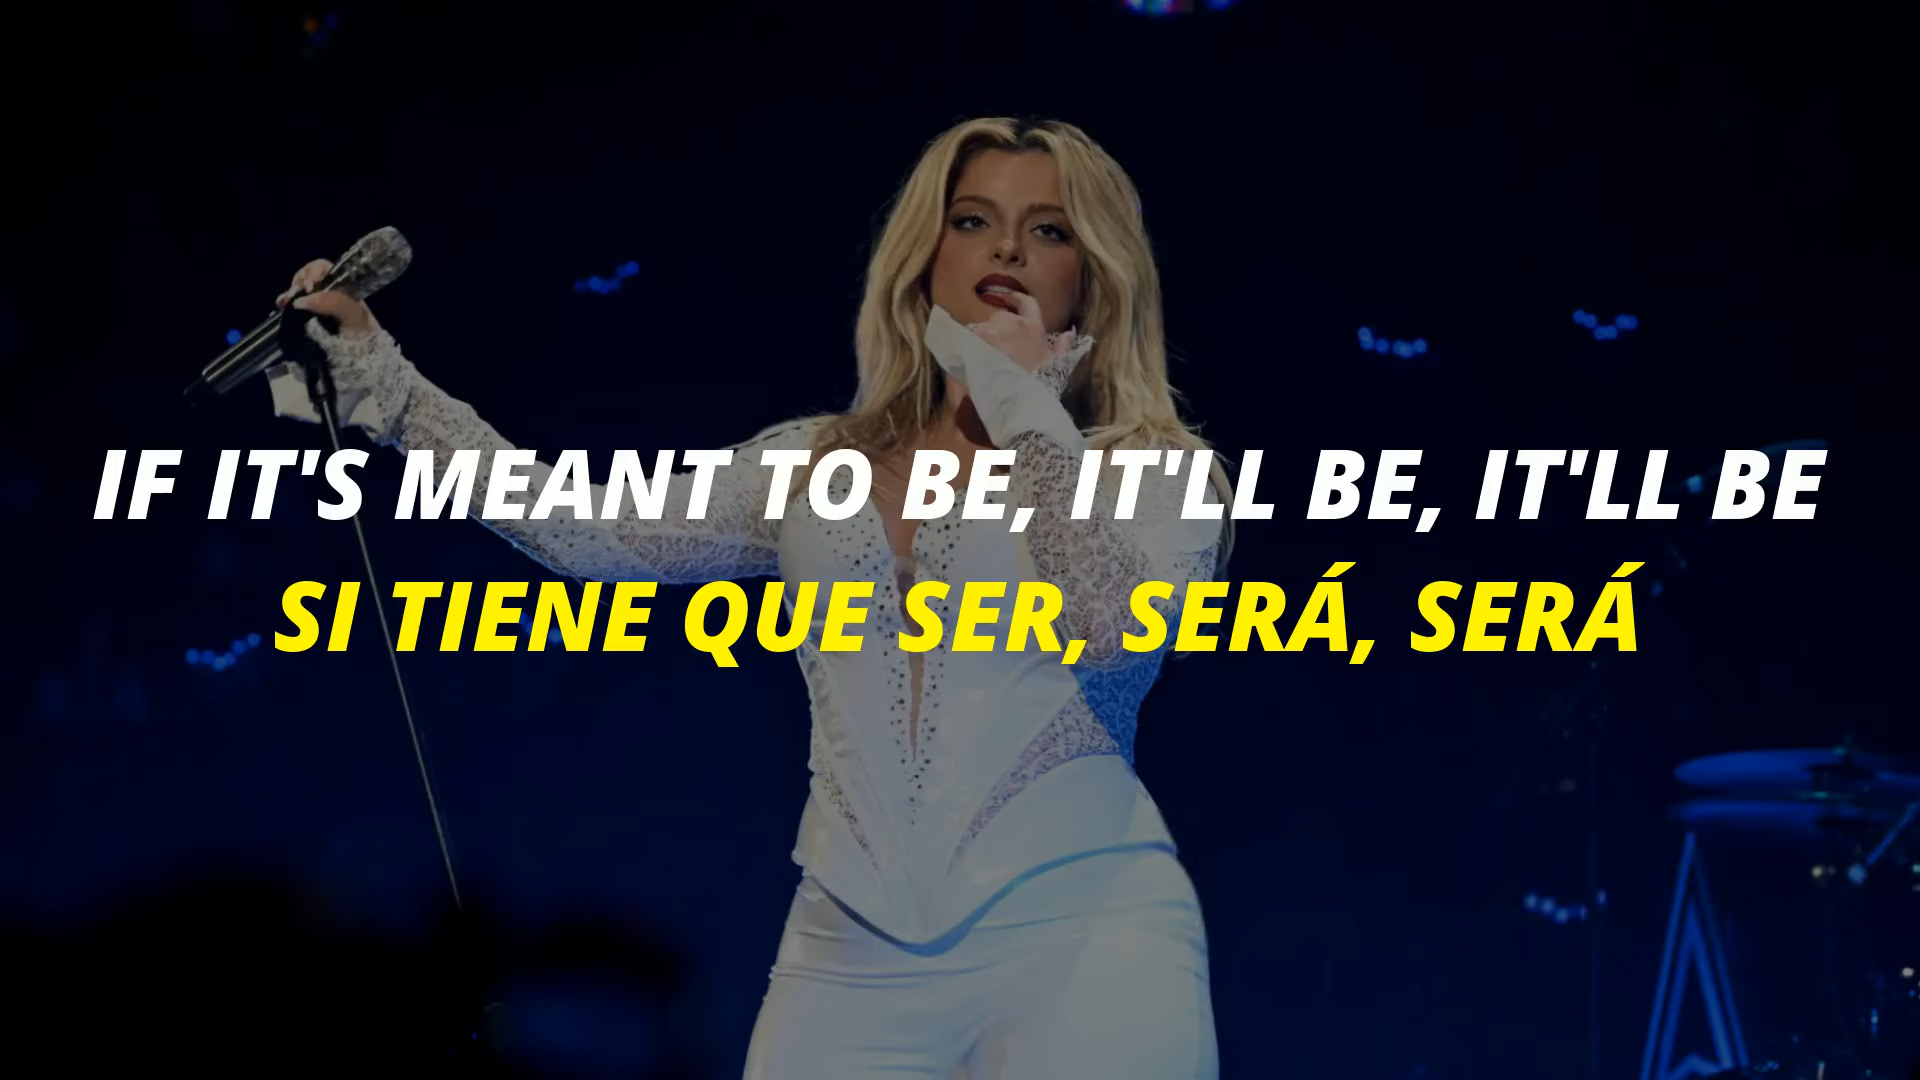 IF IT'S MEANT TO BE, IT'LL BE, IT'LL BE
SI TIENE QUE SER, SERÁ, SERÁ